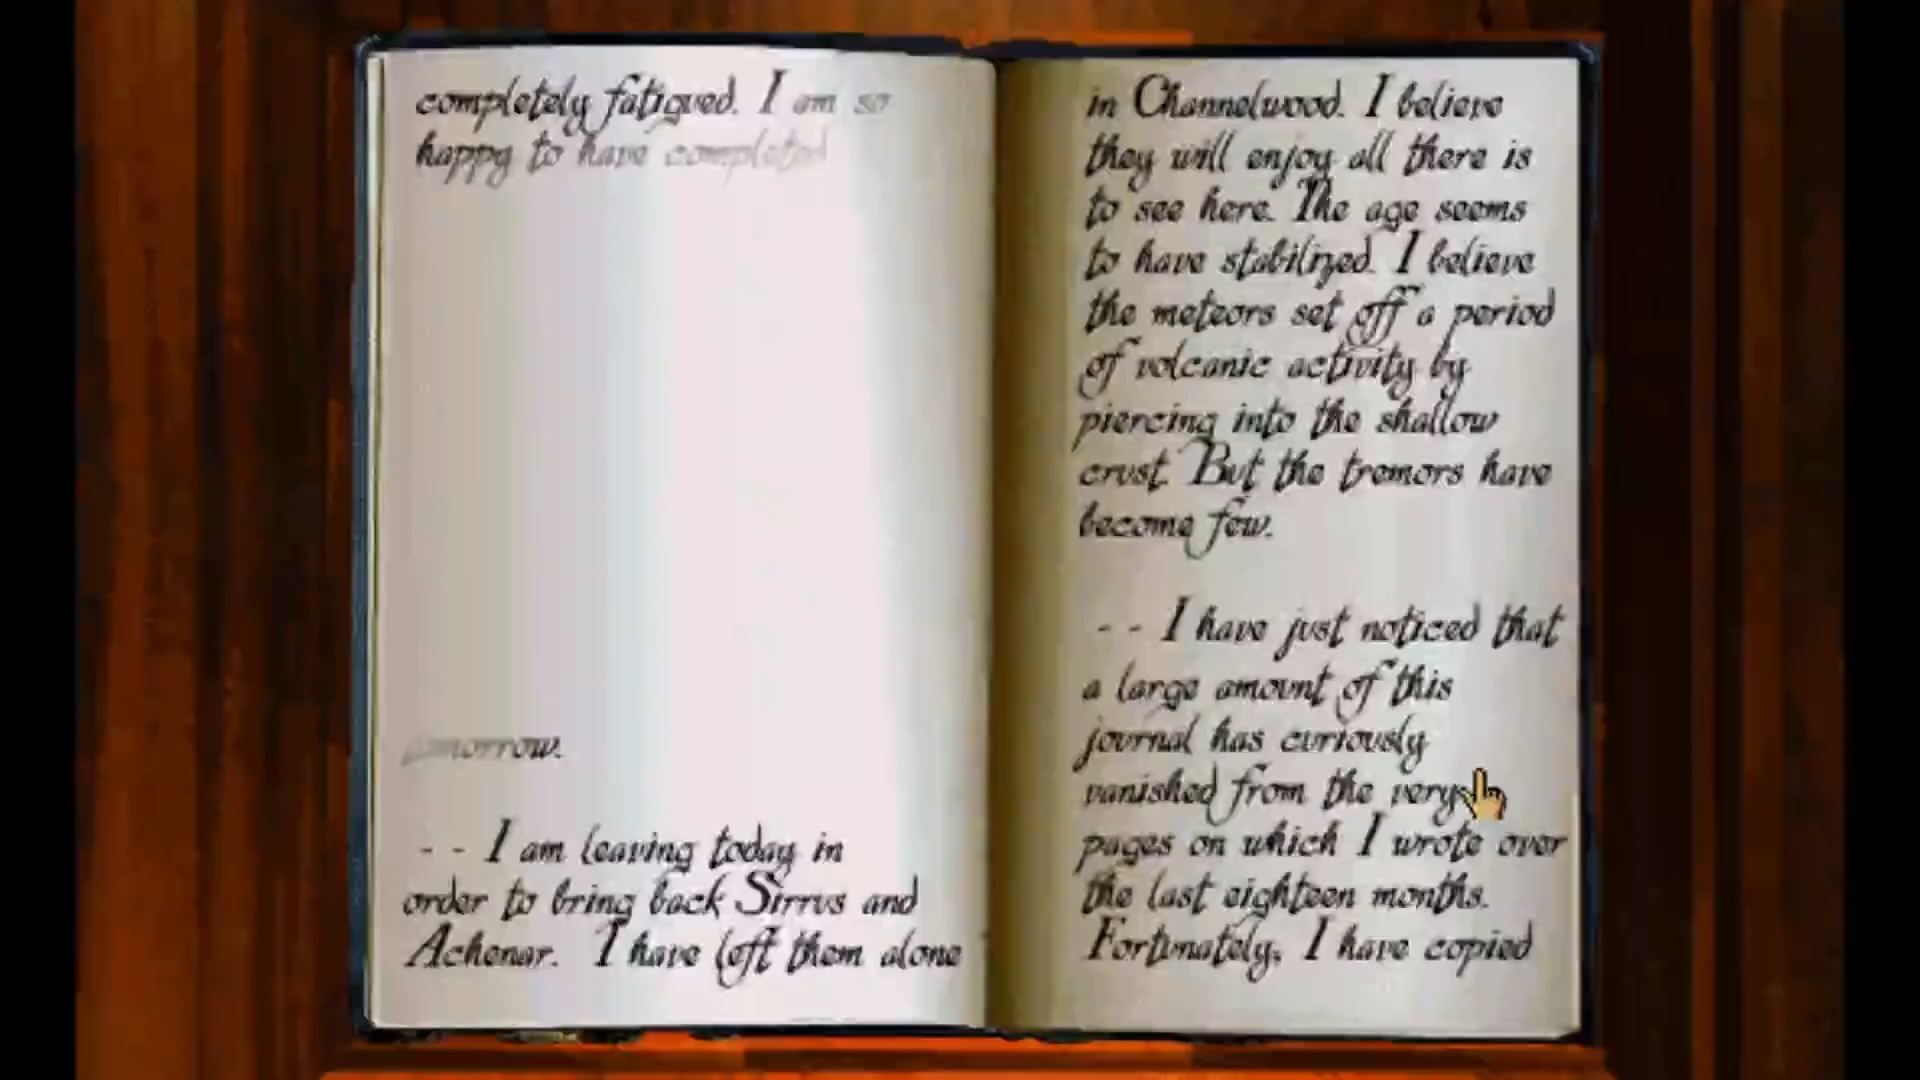 completely fatigued. I am so
happy to have completed
tomorrow.
-- I am leaving today in
order to bring back Sirrus and
Achenar. I have left them alone
in Channelwood. I believe
they will enjoy all there is
to see here. The age seems
to have stabilized. I believe
the meteors set off a period
of volcanic activity by
piercing into the shallow
crust. But the tremors have
become few.
-- I have just noticed that
a large amount of this
journal has curiously
vanished from the very
pages on which I wrote over
the last eighteen months.
Fortunately, I have copied